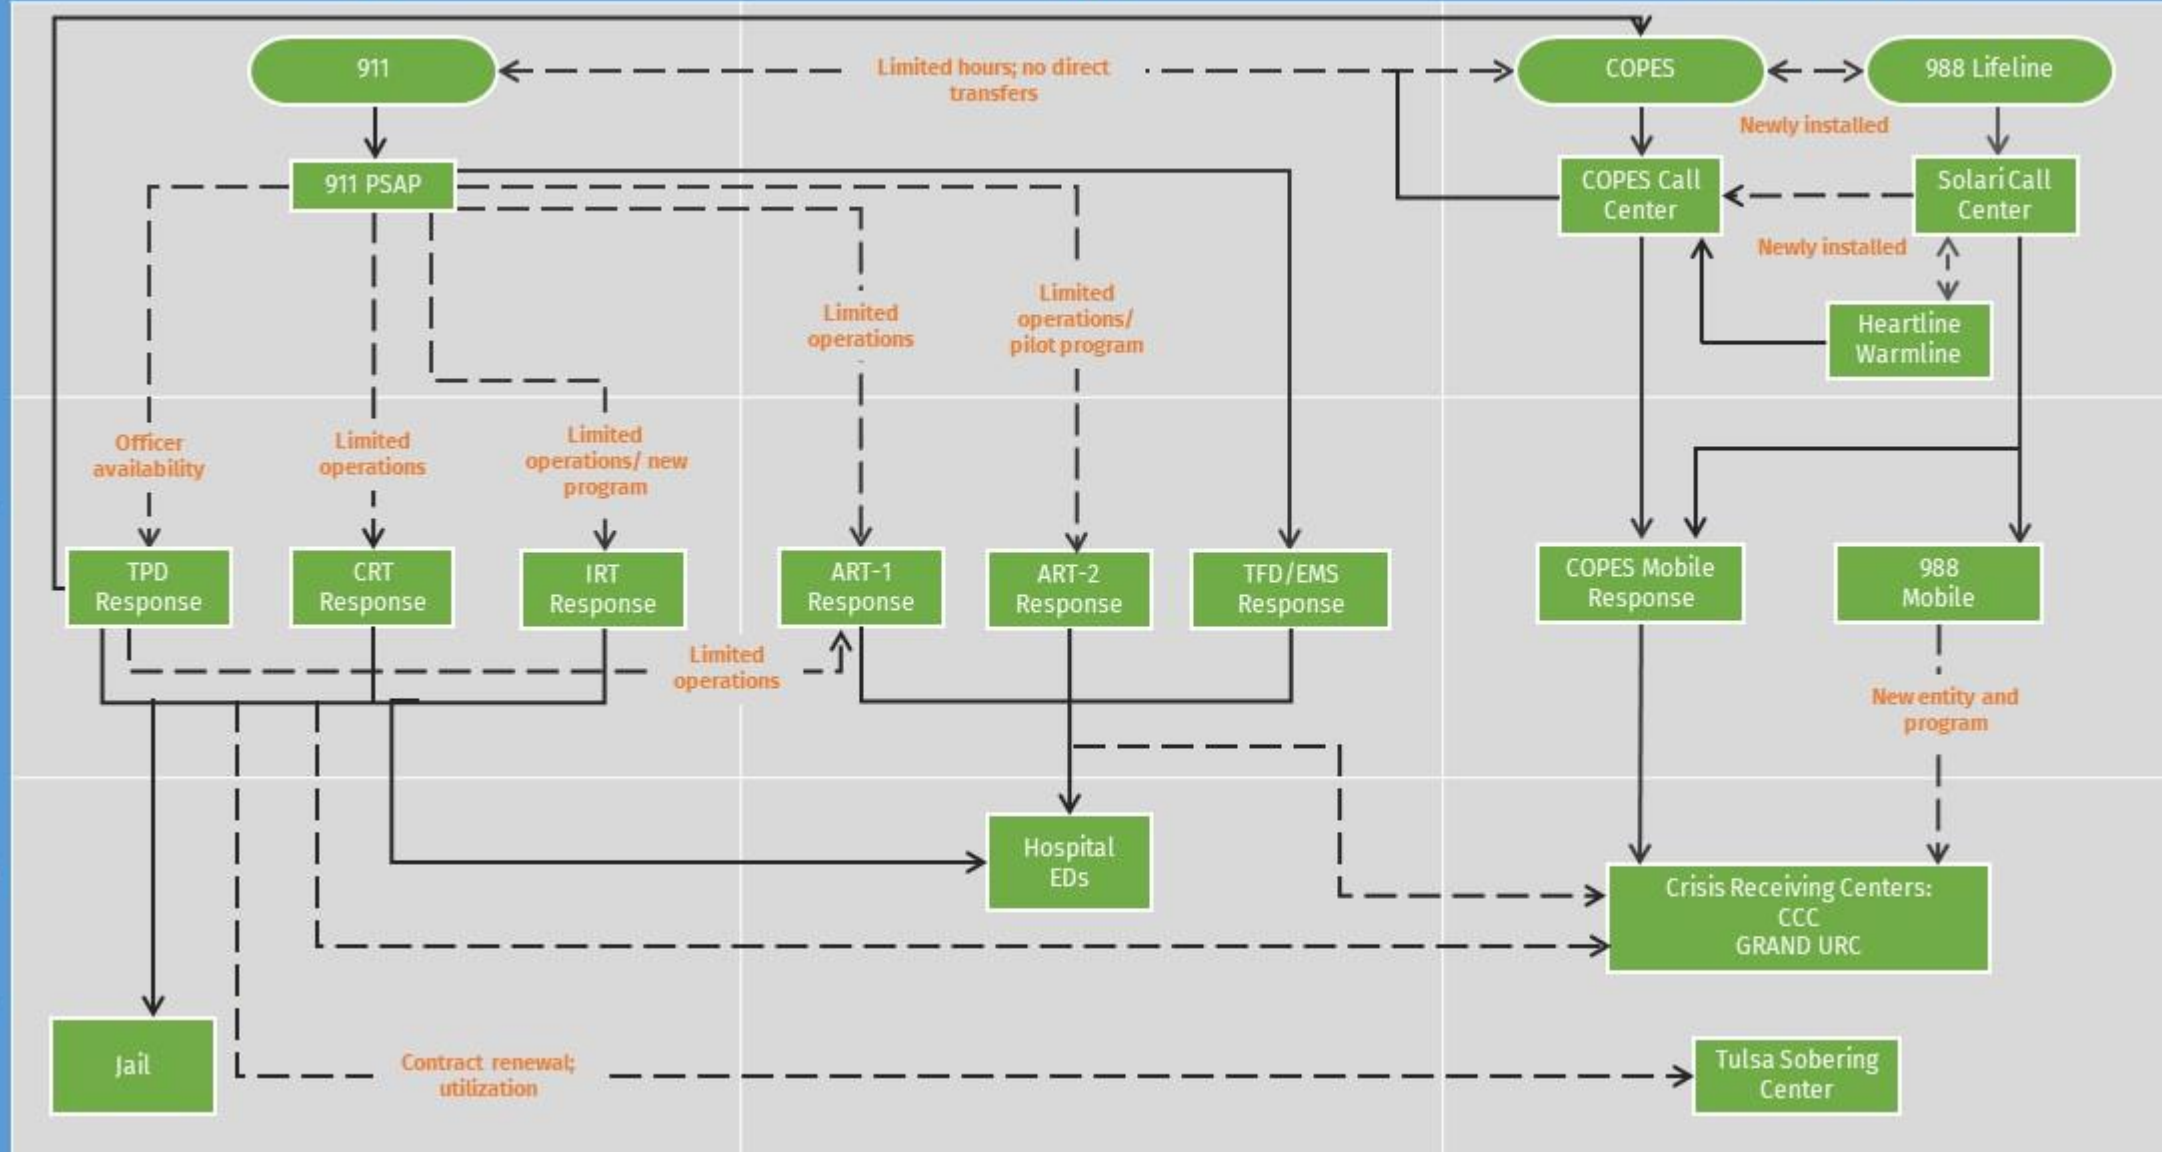 911
Limited hours; no direct
transfers
COPES
988 Lifeline
Newly installed
911 PSAP
COPES Call
Center
Solari Call
Center
Newly installed
Heartline
Warmline
Limited
operations
Limited
operations/
pilot program
Officer
availability
Limited
operations
Limited
operations/ new
program
TPD
Response
CRT
Response
IRT
Response
ART-1
Response
ART-2
Response
TFD/EMS
Response
COPES Mobile
Response
988
Mobile
Limited
operations
New entity and
program
Hospital
EDs
Crisis Receiving Centers:
CCC
GRAND URC
Jail
Contract renewal;
utilization
Tulsa Sobering
Center